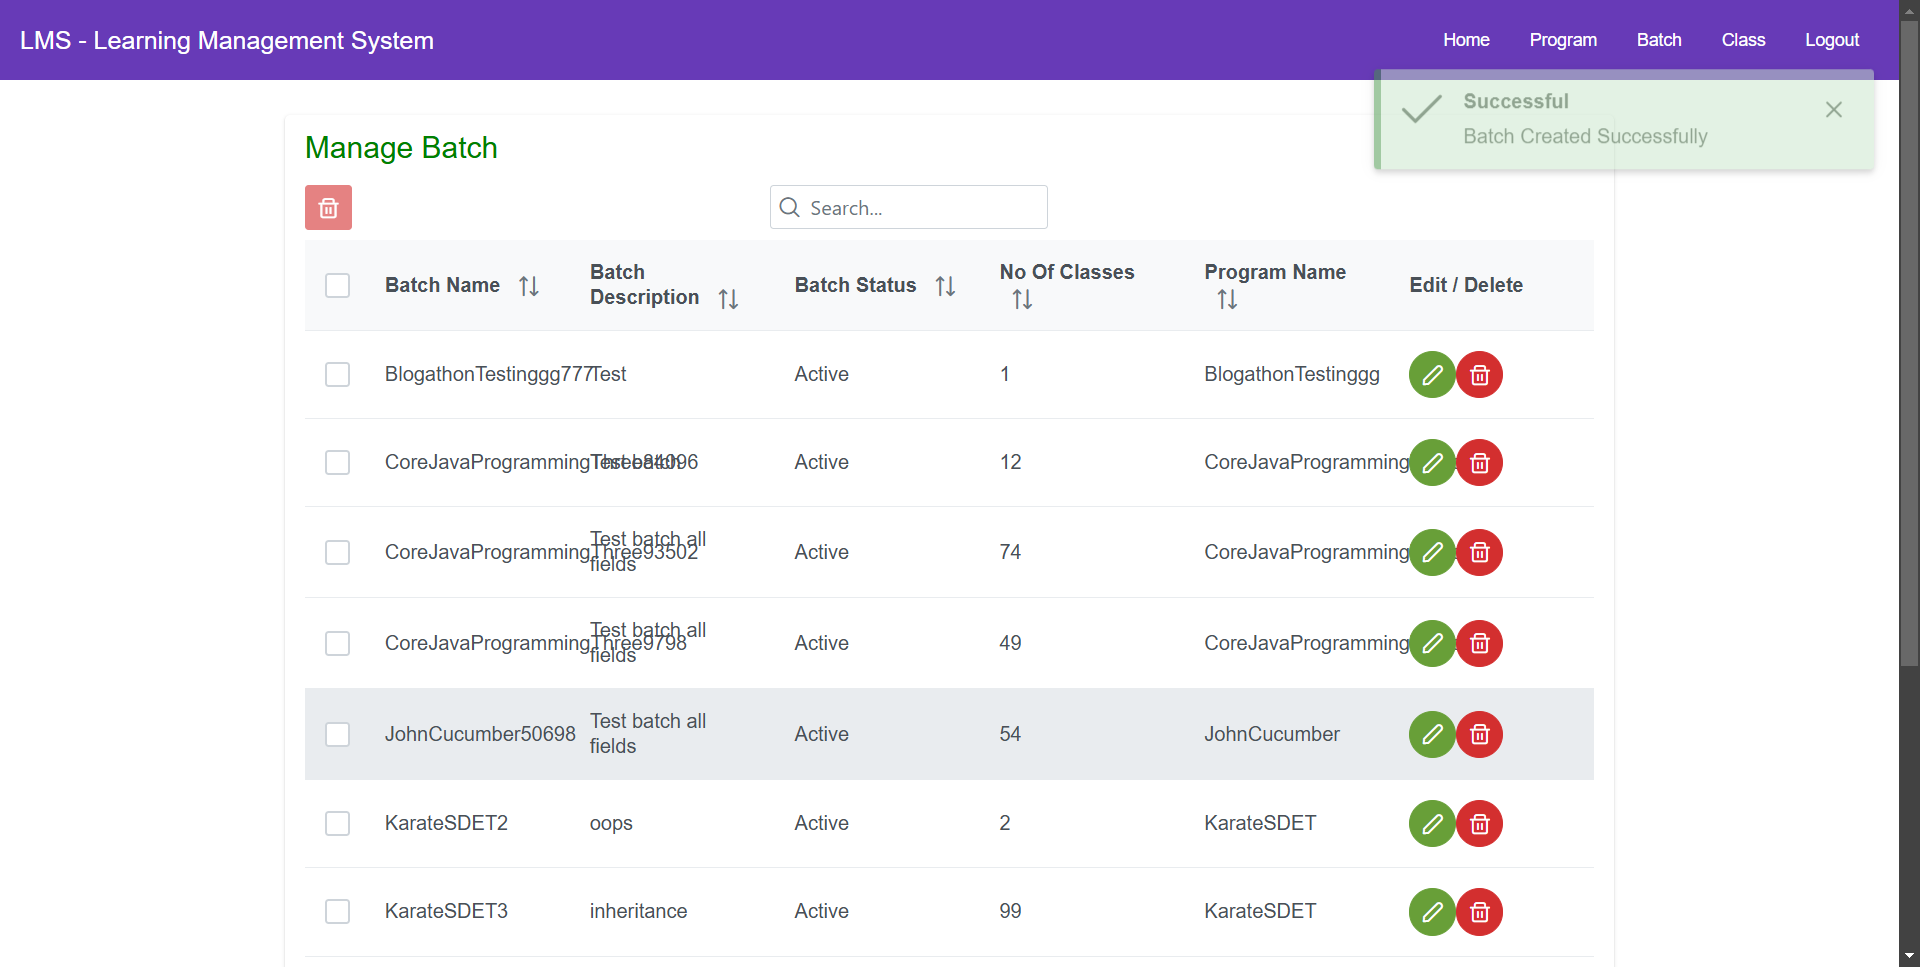 LMS - Learning Management System
Home Program Batch Class Logout
Successful
Batch Created Successfully
Manage Batch
Search...
Batch Name Batch Description Batch Status No Of Classes Program Name Edit / Delete
BlogathonTestinggg777 Test Active 1 BlogathonTestinggg
CoreJavaProgrammingThree84096 Test batch Active 12 CoreJavaProgramming
CoreJavaProgrammingThree93502 Test batch all fields Active 74 CoreJavaProgramming
CoreJavaProgrammingThree9798 Test batch all fields Active 49 CoreJavaProgramming
JohnCucumber50698 Test batch all fields Active 54 JohnCucumber
KarateSDET2 oops Active 2 KarateSDET
KarateSDET3 inheritance Active 99 KarateSDET